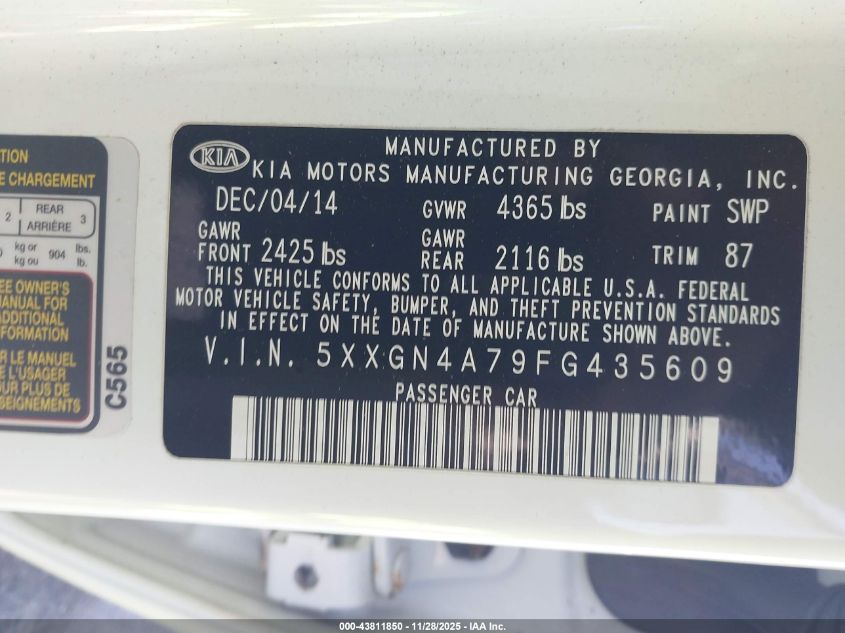 TION
E CHARGEMENT
2 REAR 3
ARRIÈRE
kg or 904 lbs.
kg ou lb.
EE OWNER'S
MANUAL FOR
ADDITIONAL
FORMATION
R LE MANUEL
E L'USAGER
OUR PLUS DE
SEIGNEMENTS
C565
KIA
MANUFACTURED BY
KIA MOTORS MANUFACTURING GEORGIA, INC.
DEC/04/14 GVWR 4365 lbs PAINT SWP
GAWR FRONT 2425 lbs GAWR REAR 2116 lbs TRIM 87
THIS VEHICLE CONFORMS TO ALL APPLICABLE U.S.A. FEDERAL
MOTOR VEHICLE SAFETY, BUMPER, AND THEFT PREVENTION STANDARDS
IN EFFECT ON THE DATE OF MANUFACTURE SHOWN ABOVE.
V.I.N. 5XXGN4A79FG435609
PASSENGER CAR
000-43811850 | 11/28/2025 - IAA Inc.